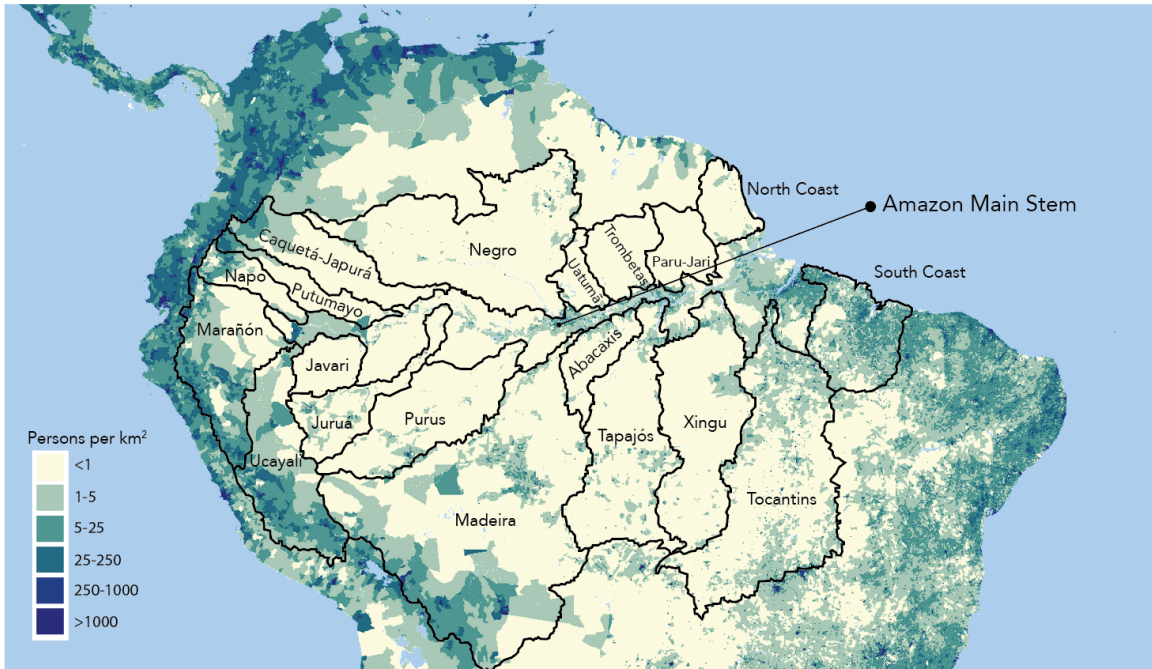 North Coast
Amazon Main Stem
Caquetá-Japurá
Negro
Uatumã
Trombetas
Paru-Jari
South Coast
Napo
Putumayo
Marañón
Javari
Abacaxis
Juruá
Purus
Tapajós
Xingu
Ucayali
Madeira
Tocantins
Persons per km²
<1
1-5
5-25
25-250
250-1000
>1000